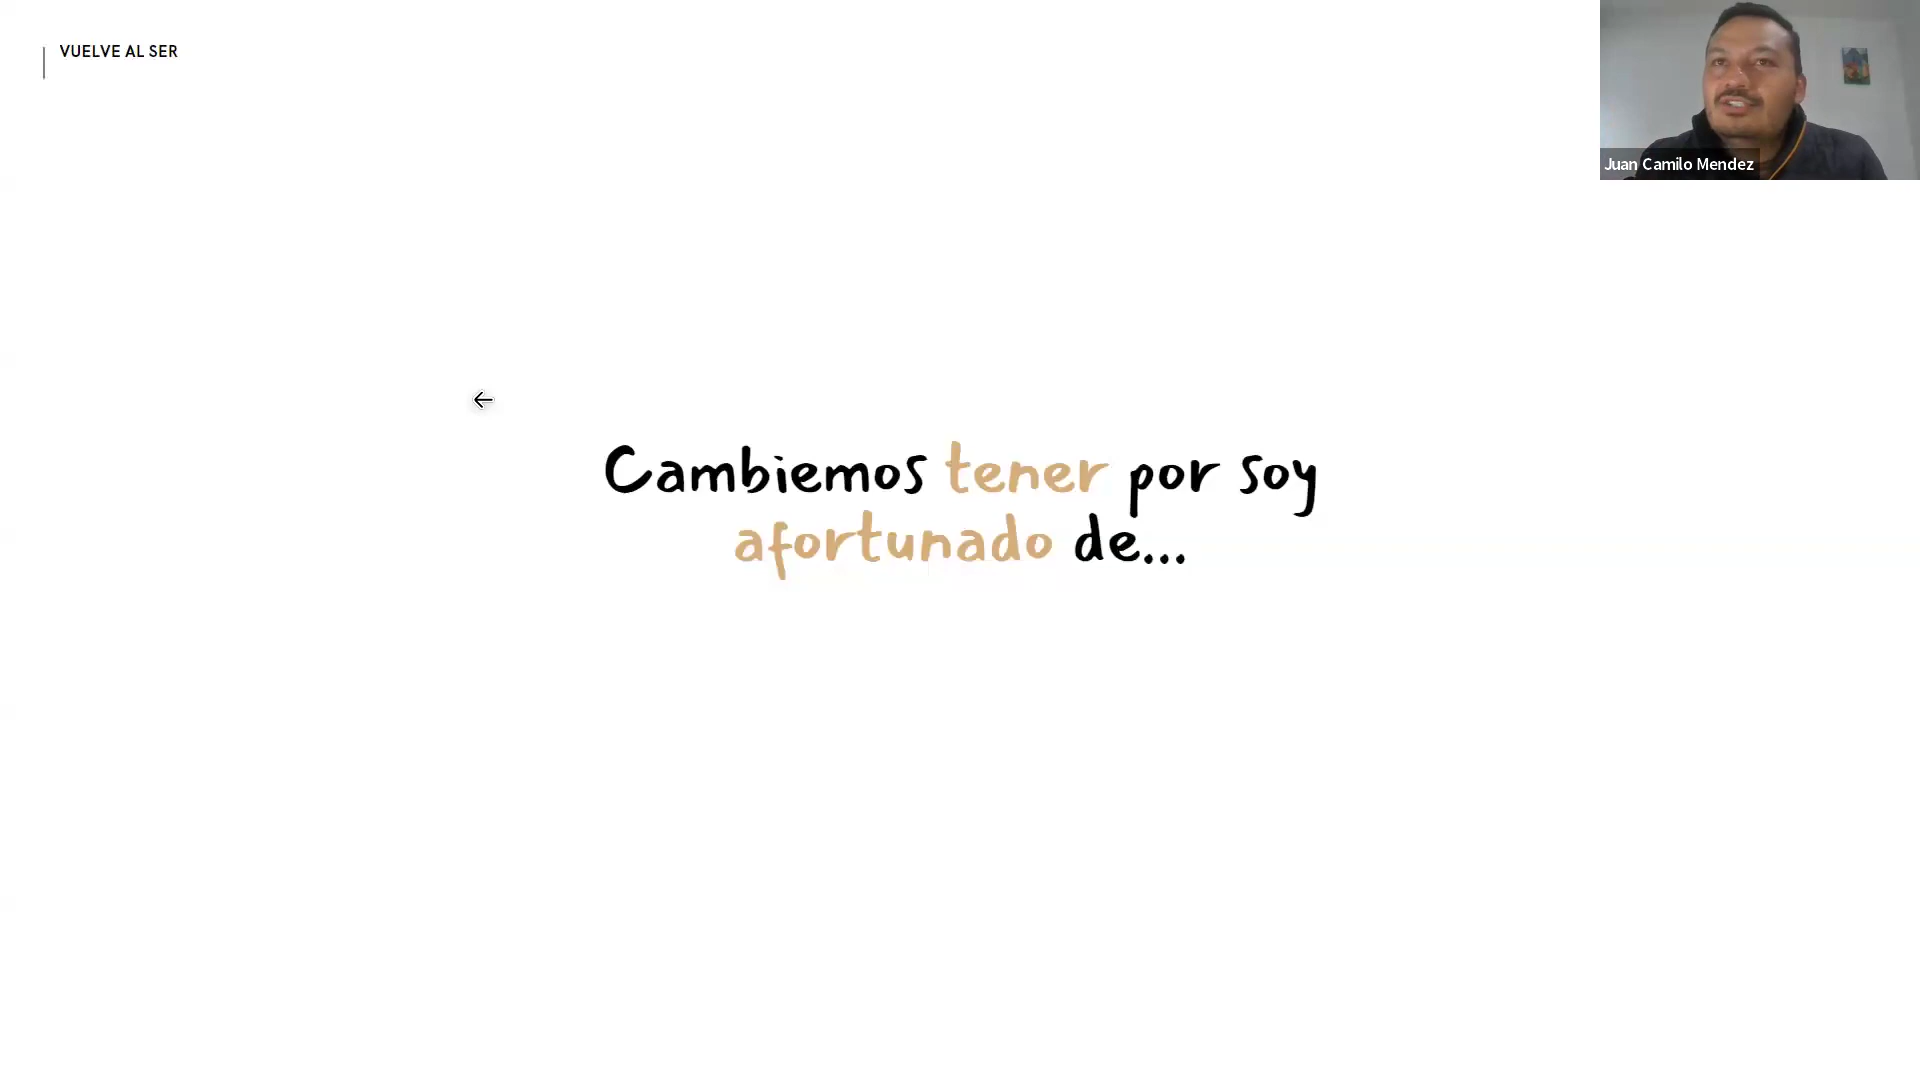 VUELVE AL SER
Juan Camilo Mendez
Cambiemos tener por soy
afortunado de...